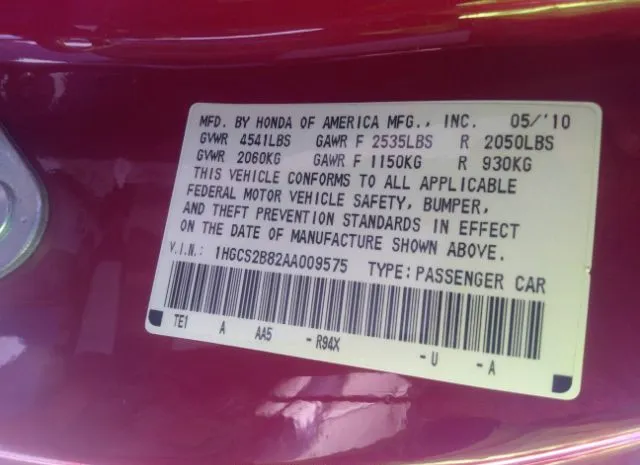 MFD. BY HONDA OF AMERICA MFG., INC. 05/'10
GVWR 4541LBS GAWR F 2535LBS R 2050LBS
GVWR 2060KG GAWR F 1150KG R 930KG
THIS VEHICLE CONFORMS TO ALL APPLICABLE
FEDERAL MOTOR VEHICLE SAFETY, BUMPER,
AND THEFT PREVENTION STANDARDS IN EFFECT
ON THE DATE OF MANUFACTURE SHOWN ABOVE.
V.I.N.: 1HGCS2B82AA009575 TYPE:PASSENGER CAR
TE1 A AA5 -R94X -U -A